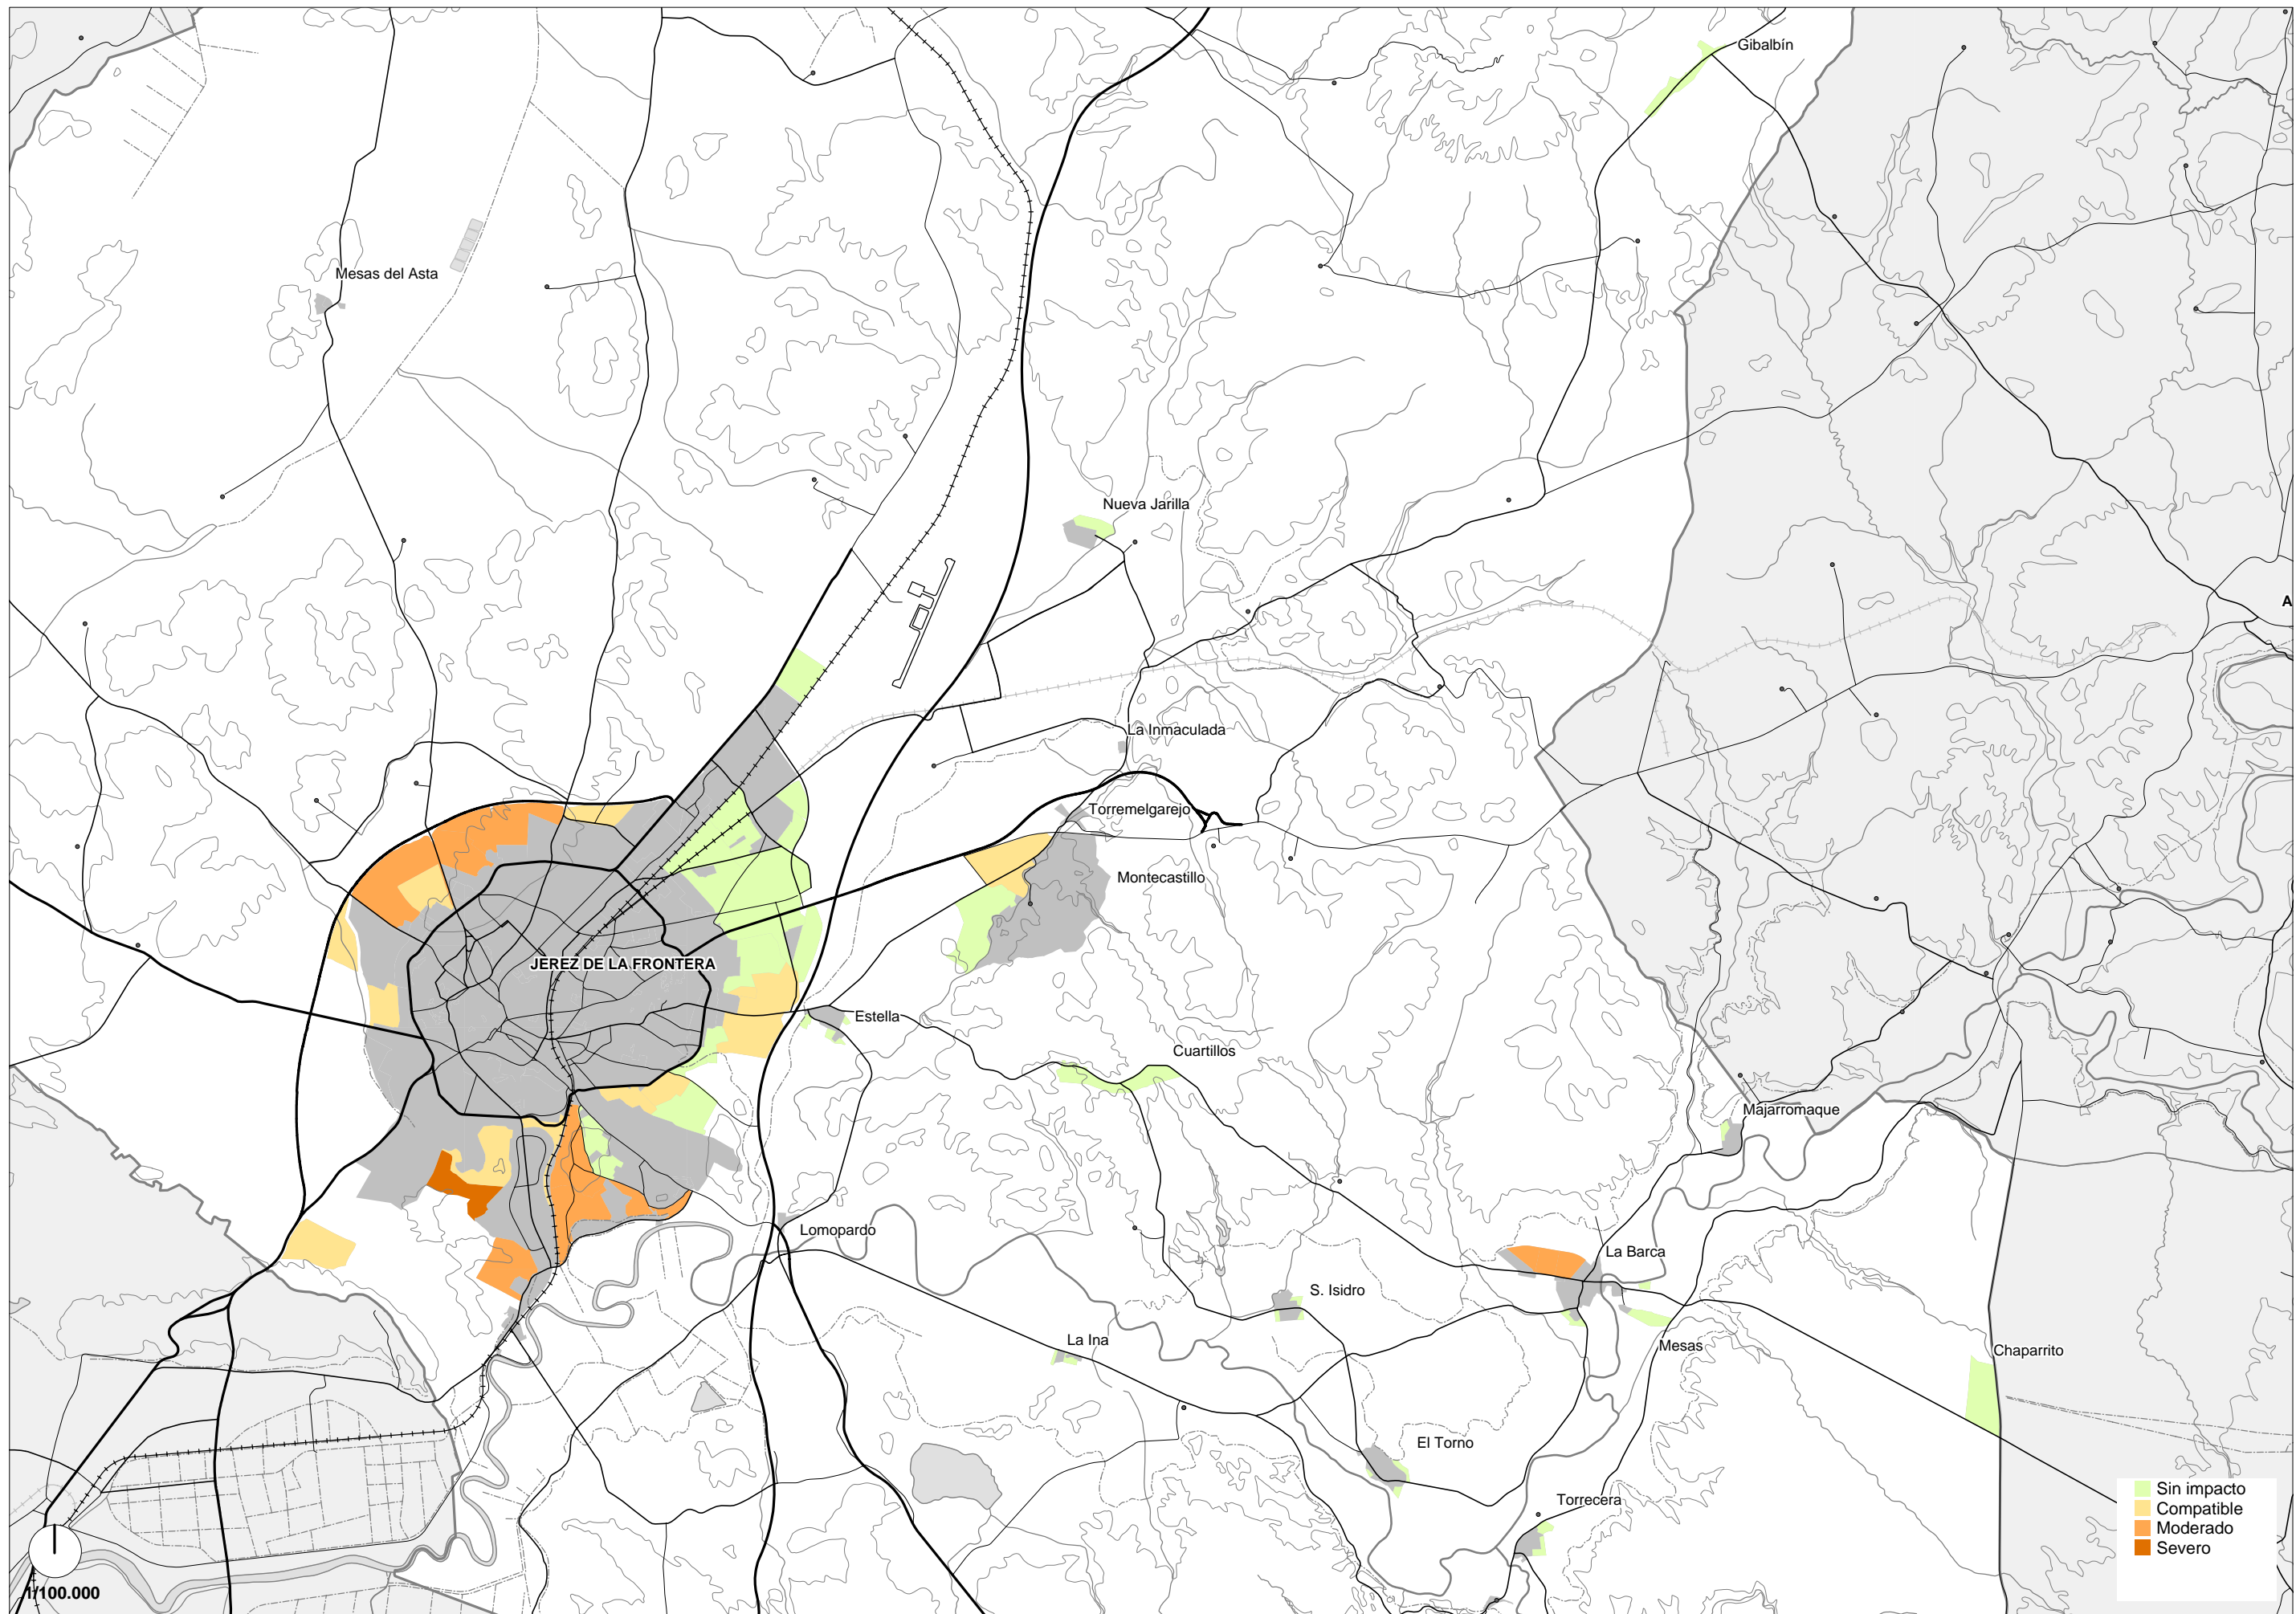 Gibalbín
Mesas del Asta
Nueva Jarilla
A
La Inmaculada
Torremelgarejo
Montecastillo
JEREZ DE LA FRONTERA
Estella
Cuartillos
Majarromaque
Lomopardo
La Barca
S. Isidro
La Ina
Mesas
Chaparrito
El Torno
Torrecera
Sin impacto
Compatible
Moderado
Severo
1/100.000